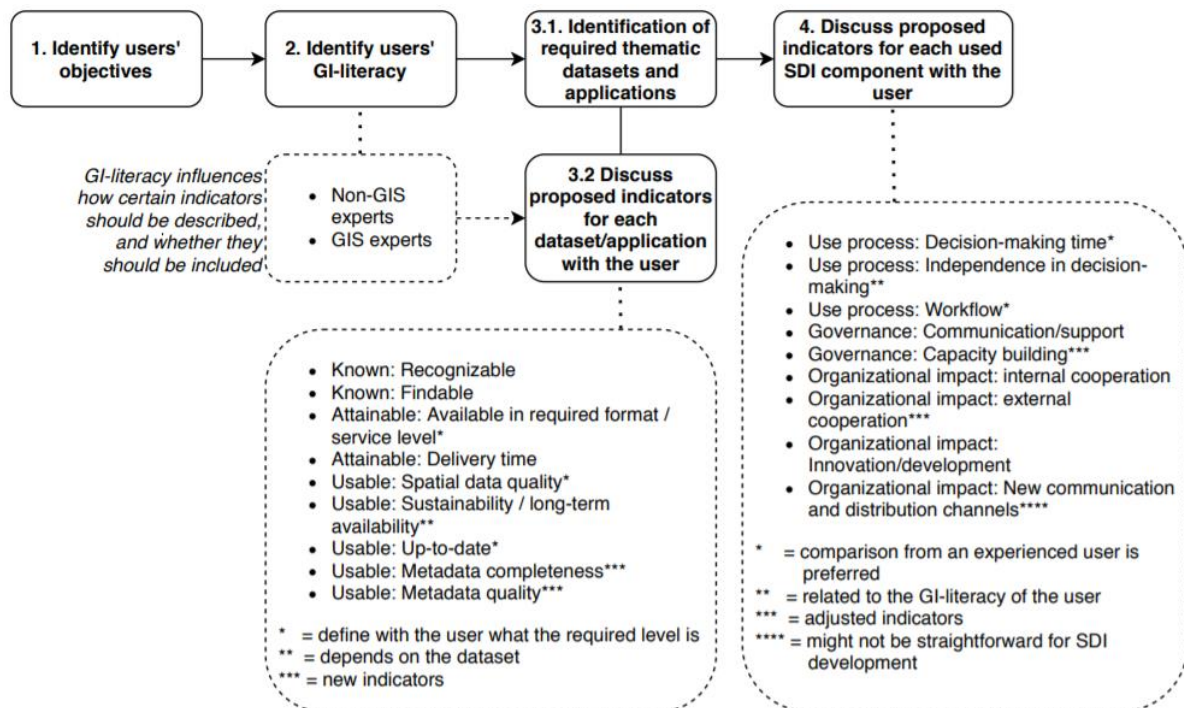 1. Identify users'
objectives
2. Identify users'
GI-literacy
3.1. Identification of
required thematic
datasets and
applications
4. Discuss proposed
indicators for each used
SDI component with the
user
GI-literacy influences
how certain indicators
should be described,
and whether they
should be included
• Non-GIS
experts
• GIS experts
3.2 Discuss
proposed indicators
for each
dataset/application
with the user
• Known: Recognizable
• Known: Findable
• Attainable: Available in required format /
service level*
• Attainable: Delivery time
• Usable: Spatial data quality*
• Usable: Sustainability / long-term
availability**
• Usable: Up-to-date*
• Usable: Metadata completeness***
• Usable: Metadata quality***
* = define with the user what the required level is
** = depends on the dataset
*** = new indicators
• Use process: Decision-making time*
• Use process: Independence in decision-
making**
• Use process: Workflow*
• Governance: Communication/support
• Governance: Capacity building***
• Organizational impact: internal cooperation
• Organizational impact: external
cooperation***
• Organizational impact:
Innovation/development
• Organizational impact: New communication
and distribution channels****
* = comparison from an experienced user is
preferred
** = related to the GI-literacy of the user
*** = adjusted indicators
**** = might not be straightforward for SDI
development